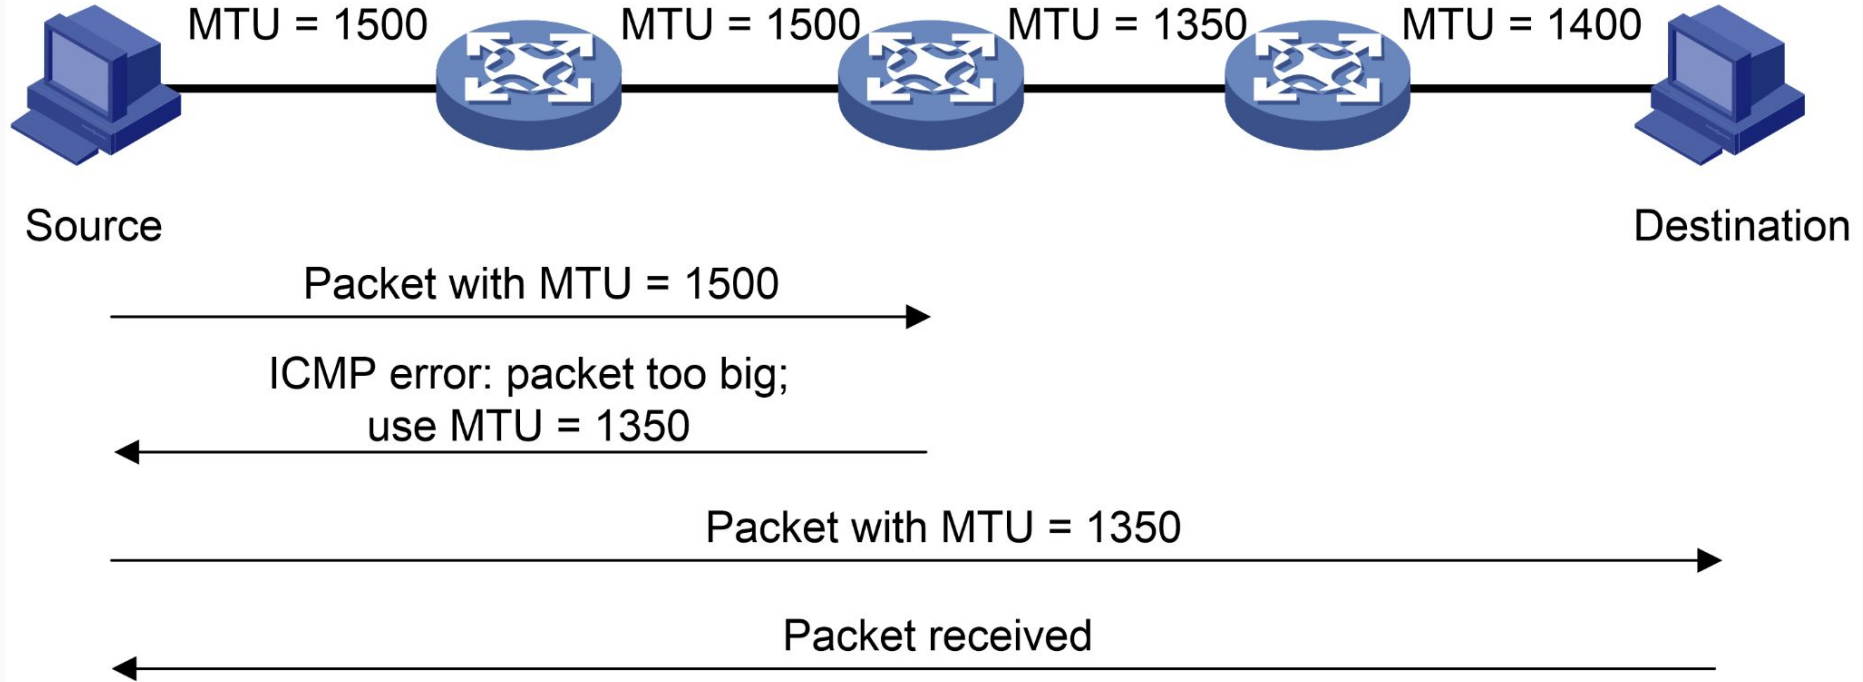 MTU = 1500
MTU = 1500
MTU = 1350
MTU = 1400
Source
Destination
Packet with MTU = 1500
ICMP error: packet too big;
use MTU = 1350
Packet with MTU = 1350
Packet received